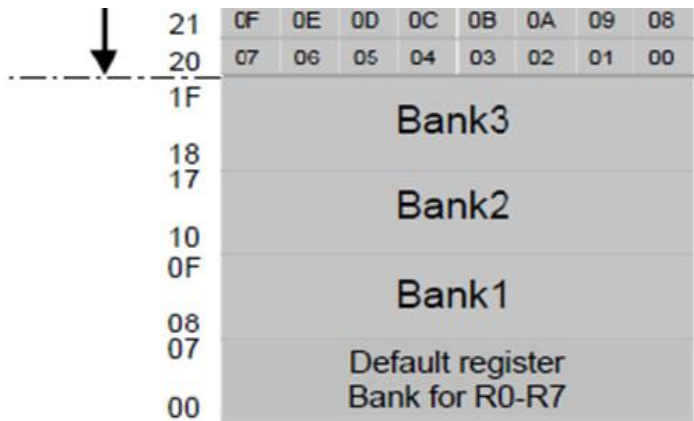 21 0F 0E 0D 0C 0B 0A 09 08
20 07 06 05 04 03 02 01 00
1F
Bank3
18
17
Bank2
10
0F
Bank1
08
07
Default register
Bank for R0-R7
00